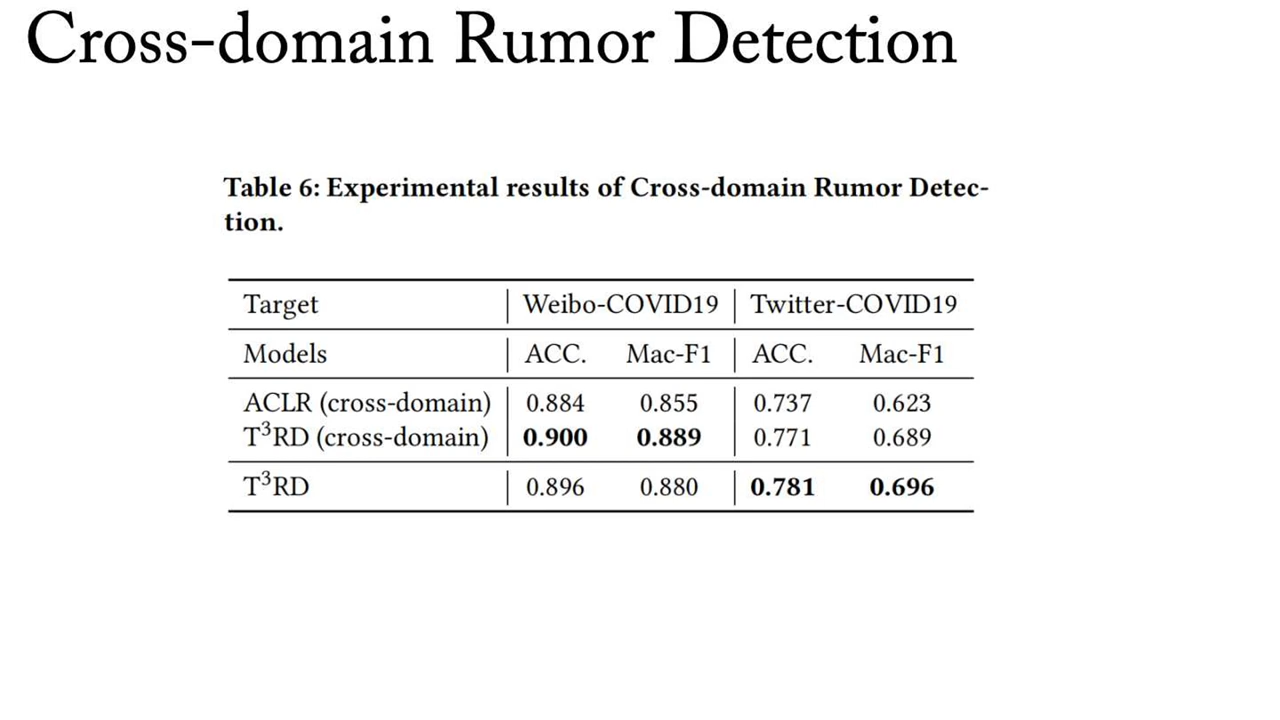 Cross-domain Rumor Detection
Table 6: Experimental results of Cross-domain Rumor Detec-
tion.
Target Weibo-COVID19 Twitter-COVID19
Models ACC. Mac-F1 ACC. Mac-F1
ACLR (cross-domain) 0.884 0.855 0.737 0.623
T³RD (cross-domain) 0.900 0.889 0.771 0.689
T³RD 0.896 0.880 0.781 0.696